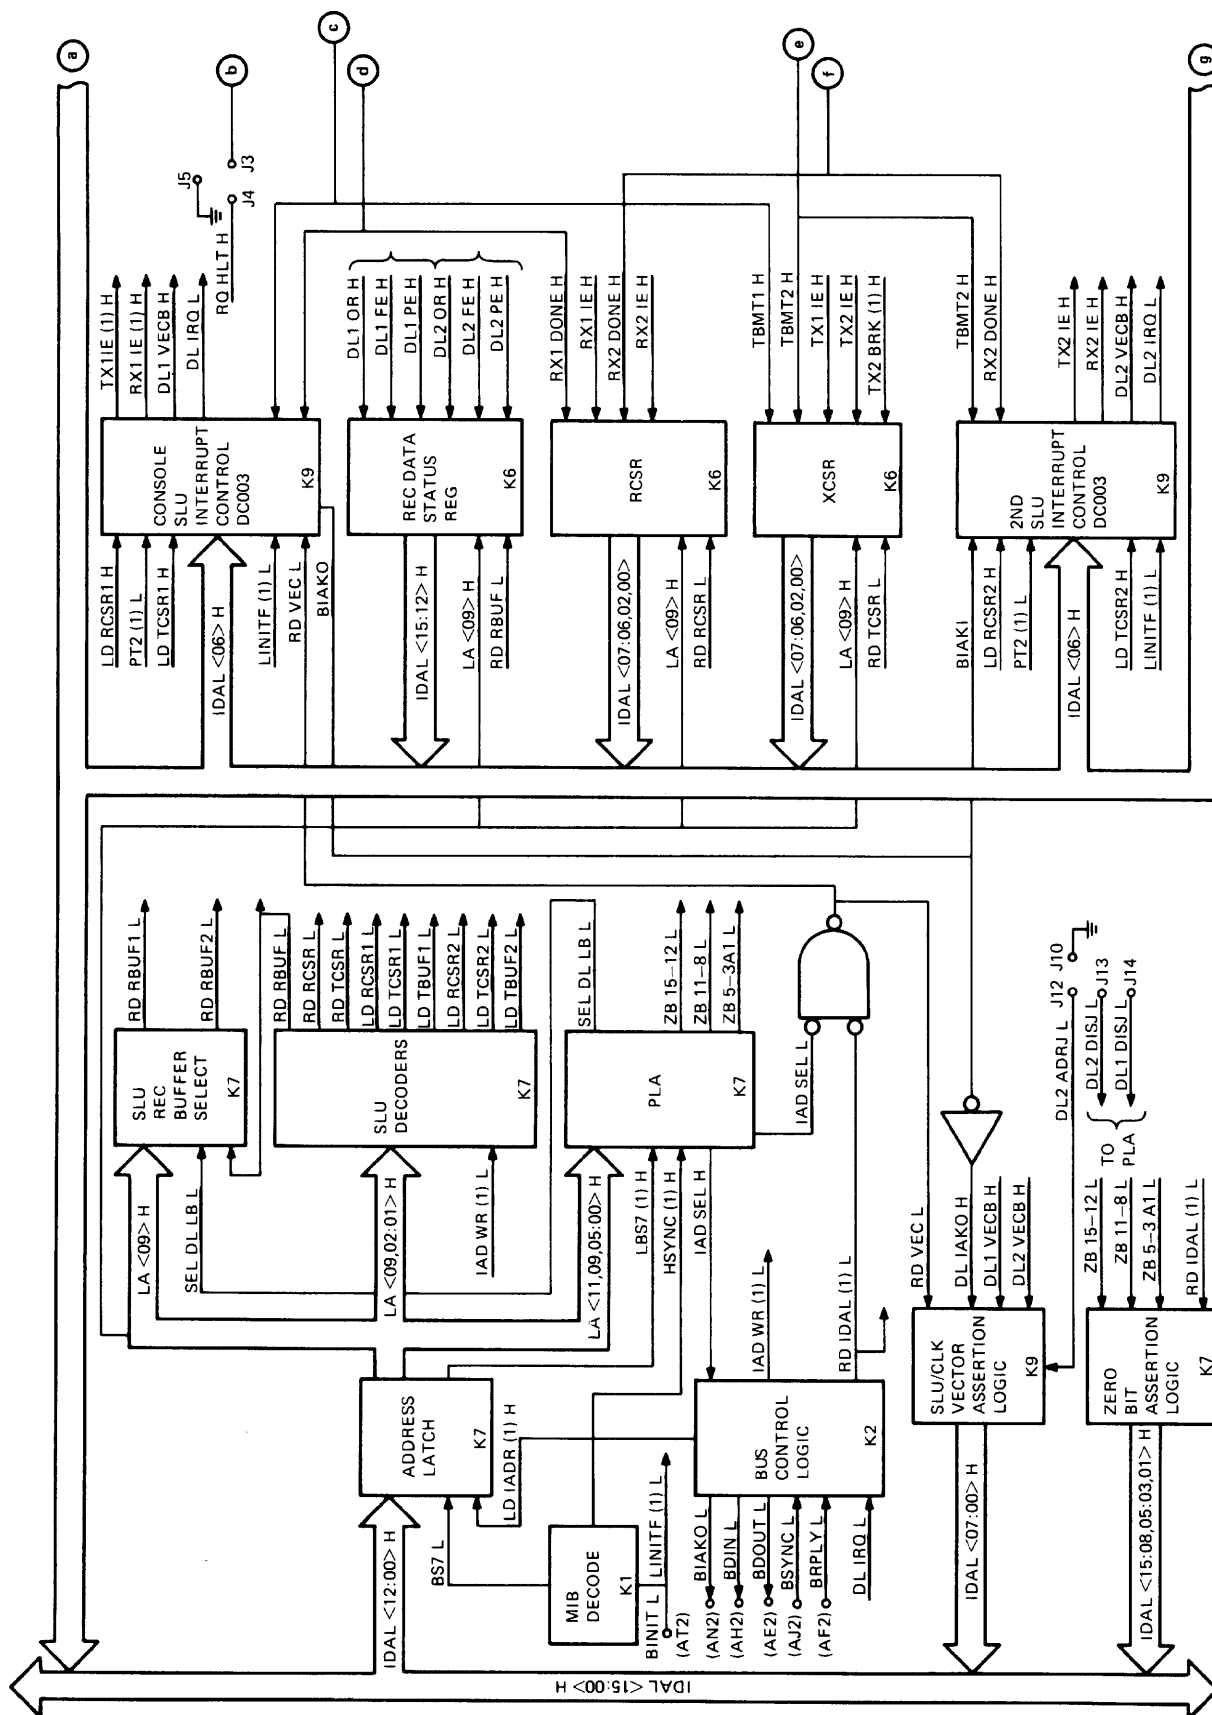 a
b
c
d
e
f
g
TX1IE (1) H
RX1 IE (1) H
DL1 VECB H
DL IRQ L
RQ HLT H
J5
J4
J3
CONSOLE
SLU
INTERRUPT
CONTROL
DC003
K9
LD RCSR1 H
PT2 (1) L
LD TCSR1 H
IDAL <06> H
LINITF (1) L
RD VEC L
BIAKO
DL1 OR H
DL1 FE H
DL1 PE H
DL2 OR H
DL2 FE H
DL2 PE H
REC DATA
STATUS
REG
K6
IDAL <15:12> H
LA <09> H
RD RBUF L
RX1 DONE H
RX1 IE H
RX2 DONE H
RX2 IE H
RCSR
K6
IDAL <07:06,02,00> H
LA <09> H
RD RCSR L
TBMT1 H
TBMT2 H
TX1 IE H
TX2 IE H
TX2 BRK (1) H
XCSR
K6
IDAL <07:06,02,00> H
LA <09> H
RD TCSR L
TBMT2 H
RX2 DONE H
TX2 IE H
RX2 IE H
DL2 VECB H
DL2 IRQ L
2ND
SLU
INTERRUPT
CONTROL
DC003
K9
BIAKI
LD RCSR2 H
PT2 (1) L
IDAL <06> H
LD TCSR2 H
LINITF (1) L
RD RBUF1 L
RD RBUF2 L
SLU
REC
BUFFER
SELECT
K7
LA <09> H
SEL DL LB L
RD RBUF L
RD RCSR L
RD TCSR L
LD RCSR1 L
LD TCSR1 L
LD TBUF1 L
LD RCSR2 L
LD TCSR2 L
LD TBUF2 L
SLU
DECODERS
K7
LA <09,02:01> H
IAD WR (1) L
SEL DL LB L
ZB 15-12 L
ZB 11-8 L
ZB 5-3A1 L
PLA
K7
LA <11,09,05:00> H
LBS7 (1) H
HSYNC (1) H
IAD SEL H
IAD SEL L
ADDRESS
LATCH
K7
IDAL <12:00> H
BS7 L
LD IADR (1) H
MIB
DECODE
K1
BINIT L
(AT2)
LINITF (1) L
BUS
CONTROL
LOGIC
K2
IAD WR (1) L
RD IDAL (1) L
(AN2) BIAKO L
(AH2) BDIN L
(AE2) BDOUT L
(AJ2) BSYNC L
(AF2) BRPLY L
DL IRQ L
RD VEC L
DL IAKO H
DL1 VECB H
DL2 VECB H
SLU/CLK
VECTOR
ASSERTION
LOGIC
K9
IDAL <07:00> H
DL2 ADRJ L
J12
J10
DL2 DISJ L
J13
DL1 DISJ L
J14
TO
PLA
ZB 15-12 L
ZB 11-8 L
ZB 5-3 A1 L
RD IDAL (1) L
ZERO
BIT
ASSERTION
LOGIC
K7
IDAL <15:08,05:03,01> H
IDAL <15:00> H